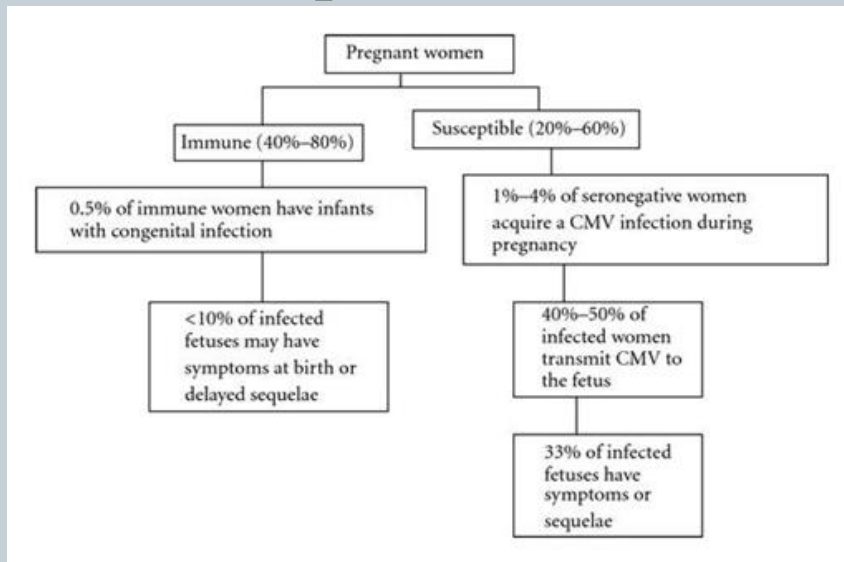 Pregnant women
Immune (40%–80%)
Susceptible (20%–60%)
0.5% of immune women have infants
with congenital infection
1%–4% of seronegative women
acquire a CMV infection during
pregnancy
<10% of infected
fetuses may have
symptoms at birth or
delayed sequelae
40%–50% of
infected women
transmit CMV to
the fetus
33% of infected
fetuses have
symptoms or
sequelae